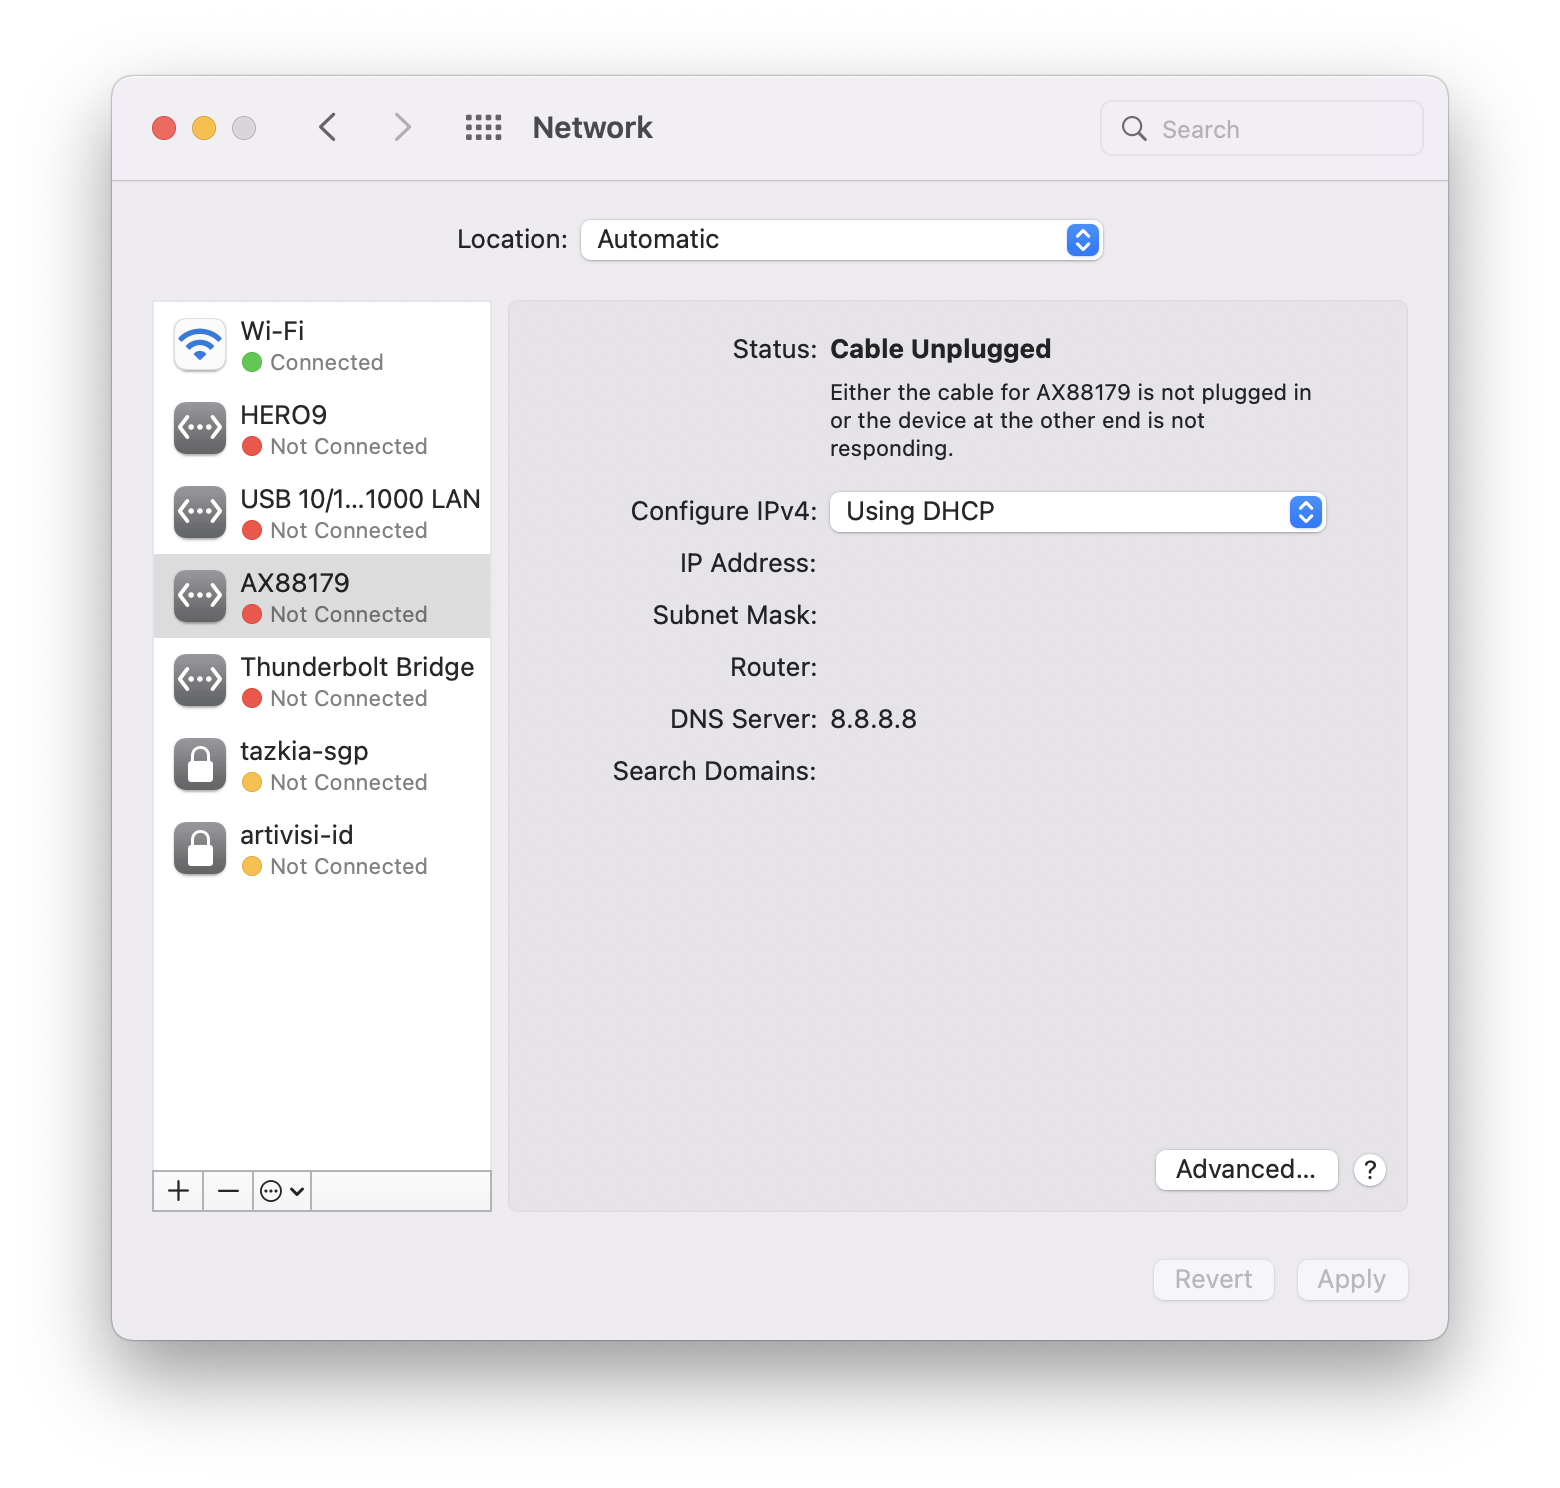 Network
Search
Location: Automatic
Wi-Fi
Connected
HERO9
Not Connected
USB 10/1...1000 LAN
Not Connected
AX88179
Not Connected
Thunderbolt Bridge
Not Connected
tazkia-sgp
Not Connected
artivisi-id
Not Connected
Status: Cable Unplugged
Either the cable for AX88179 is not plugged in
or the device at the other end is not
responding.
Configure IPv4: Using DHCP
IP Address:
Subnet Mask:
Router:
DNS Server: 8.8.8.8
Search Domains:
Advanced... ?
Revert Apply